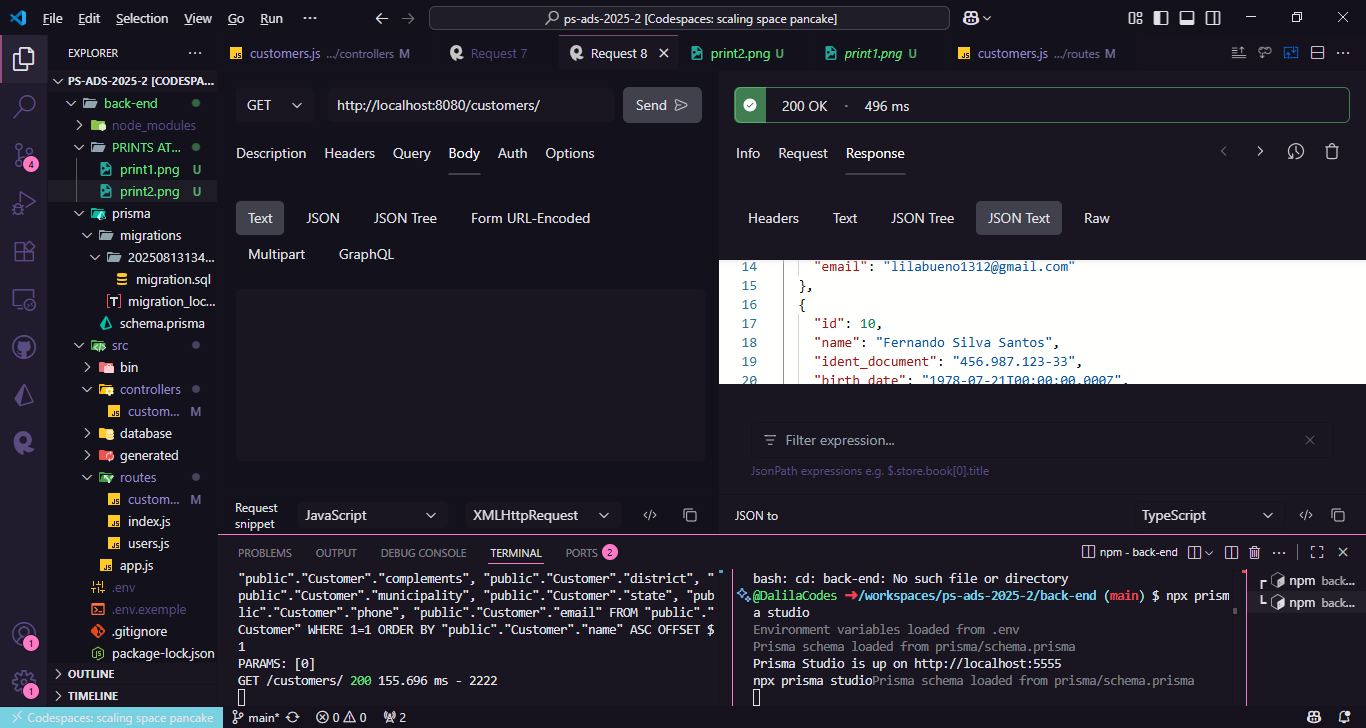 File Edit Selection View Go Run ···
ps-ads-2025-2 [Codespaces: scaling space pancake]
EXPLORER ···
customers.js .../controllers M
Request 7
Request 8
print2.png U
print1.png U
customers.js .../routes M
PS-ADS-2025-2 [CODESPA...
back-end
node_modules
PRINTS AT...
print1.png U
print2.png U
prisma
migrations
20250813134...
migration.sql
migration_loc...
schema.prisma
src
bin
controllers
custom... M
database
generated
routes
custom... M
index.js
users.js
app.js
.env
.env.exemple
.gitignore
package-lock.json
OUTLINE
TIMELINE
4
1
1
GET
http://localhost:8080/customers/
Send
Description Headers Query Body Auth Options
Text JSON JSON Tree Form URL-Encoded
Multipart GraphQL
Request snippet
JavaScript
XMLHttpRequest
200 OK · 496 ms
Info Request Response
Headers Text JSON Tree JSON Text Raw
14 "email": "lilabueno1312@gmail.com"
15 },
16 {
17 "id": 10,
18 "name": "Fernando Silva Santos",
19 "ident_document": "456.987.123-33",
20 "birth_date": "1978-07-21T00:00:00.000Z",
Filter expression...
JsonPath expressions e.g. $.store.book[0].title
JSON to
TypeScript
PROBLEMS OUTPUT DEBUG CONSOLE TERMINAL PORTS 2
npm - back-end
"public"."Customer"."complements", "public"."Customer"."district", "
public"."Customer"."municipality", "public"."Customer"."state", "pub
lic"."Customer"."phone", "public"."Customer"."email" FROM "public"."
Customer" WHERE 1=1 ORDER BY "public"."Customer"."name" ASC OFFSET $
1
PARAMS: [0]
GET /customers/ 200 155.696 ms - 2222
bash: cd: back-end: No such file or directory
@DalilaCodes ➜/workspaces/ps-ads-2025-2/back-end (main) $ npx prism
a studio
Environment variables loaded from .env
Prisma schema loaded from prisma/schema.prisma
Prisma Studio is up on http://localhost:5555
npx prisma studioPrisma schema loaded from prisma/schema.prisma
npm back...
npm back...
Codespaces: scaling space pancake
main*
0 0
2